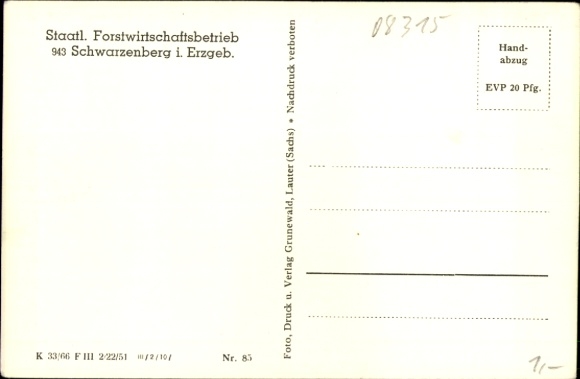 Staatl. Forstwirtschaftsbetrieb
943 Schwarzenberg i. Erzgeb.
08315
Hand-
abzug
EVP 20 Pfg.
Foto, Druck u. Verlag Grunewald, Lauter (Sachs) • Nachdruck verboten
K 33/66 F III 2/22/51 III/2/10/ Nr. 85
1,-